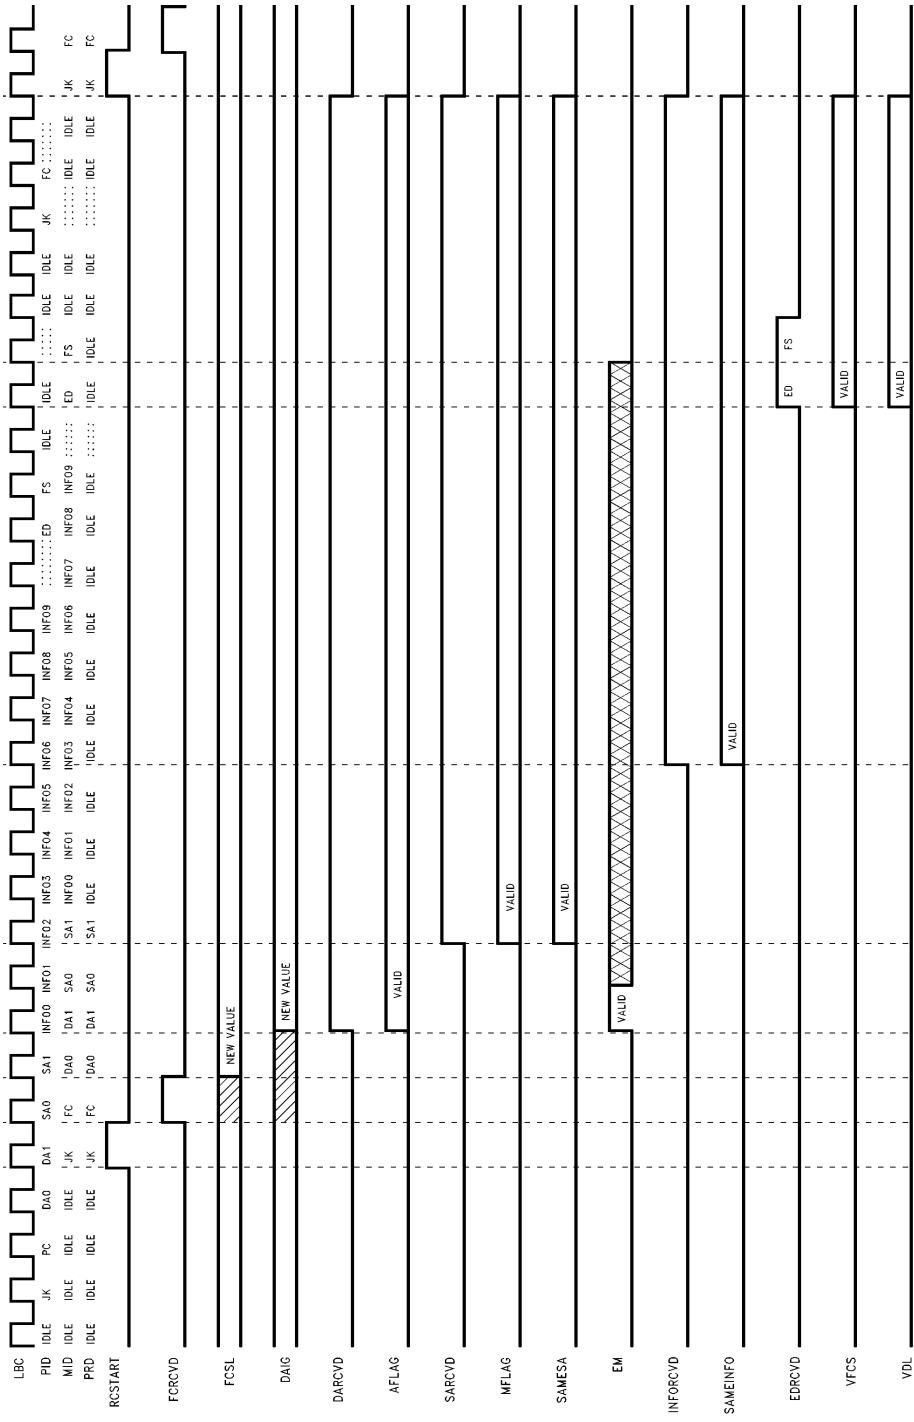 LBC
PID IDLE JK PC DA0 DA1 SA0 SA1 INFO0 INFO1 INFO2 INFO3 INFO4 INFO5 INFO6 INFO7 INFO8 INFO9 ........ ED FS IDLE IDLE ..... IDLE IDLE JK FC ......
MID IDLE IDLE IDLE IDLE JK FC DA0 DA1 SA0 SA1 INFO0 INFO1 INFO2 INFO3 INFO4 INFO5 INFO6 INFO7 INFO8 INFO9 ...... ED FS IDLE IDLE ....... IDLE IDLE JK FC
PRD IDLE IDLE IDLE IDLE JK FC DA0 DA1 SA0 SA1 IDLE IDLE IDLE IDLE IDLE IDLE IDLE IDLE IDLE IDLE ...... IDLE IDLE IDLE IDLE ....... IDLE IDLE JK FC
RCSTART
FCRCVD
FCSL NEW VALUE
DAIG NEW VALUE
DARCVD
AFLAG VALID
SARCVD
MFLAG VALID
SAMESA VALID
EM VALID
INFORCVD
SAMEINFO VALID
EDRCVD ED FS
VFCS VALID
VDL VALID